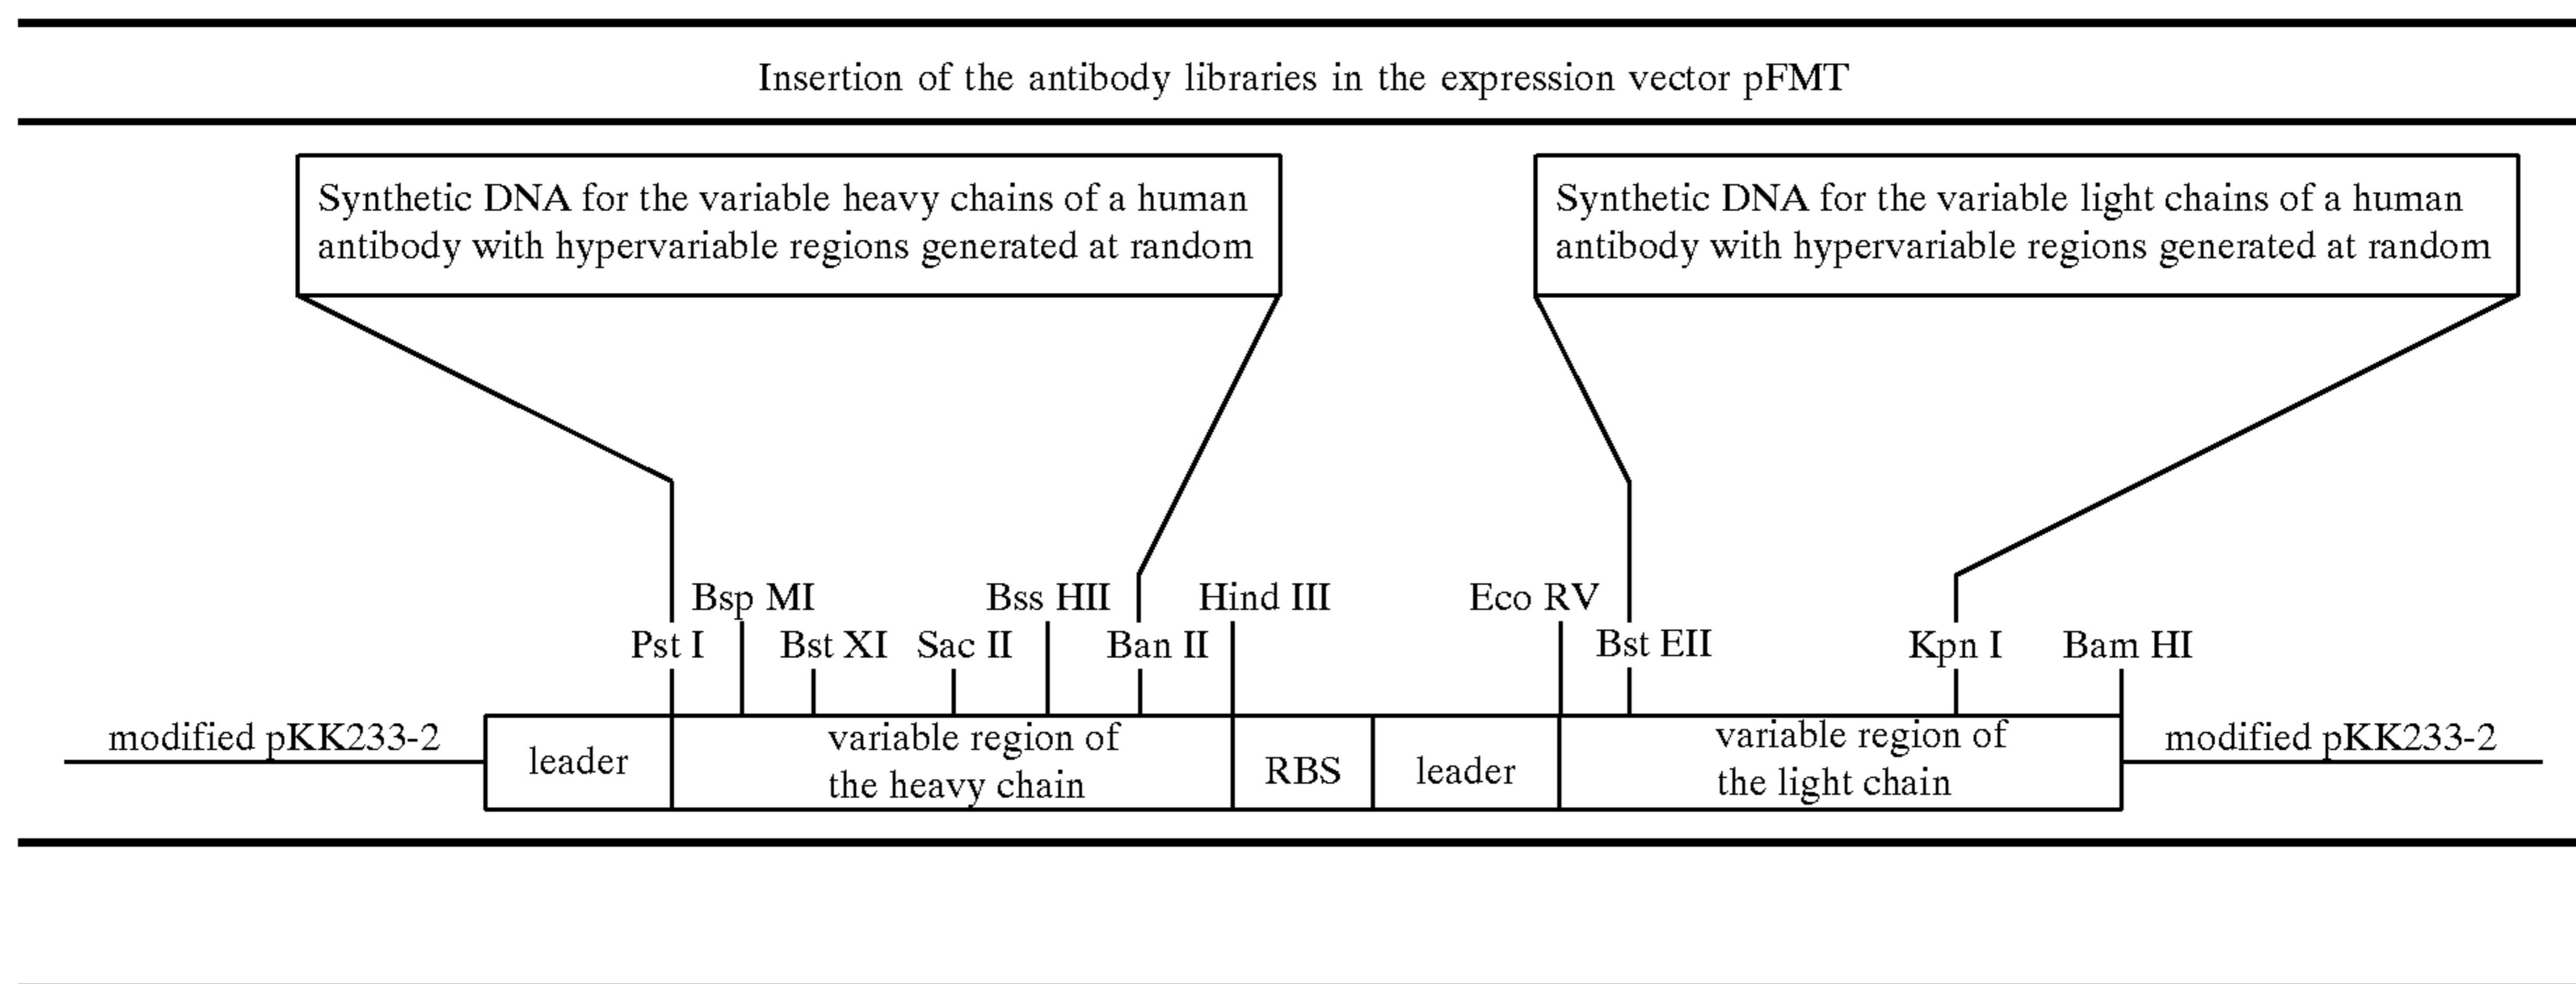 Insertion of the antibody libraries in the expression vector pFMT
Synthetic DNA for the variable heavy chains of a human
antibody with hypervariable regions generated at random
Synthetic DNA for the variable light chains of a human
antibody with hypervariable regions generated at random
Bsp MI
Bss HII
Hind III
Eco RV
Pst I
Bst XI
Sac II
Ban II
Bst EII
Kpn I
Bam HI
modified pKK233-2
leader
variable region of
the heavy chain
RBS
leader
variable region of
the light chain
modified pKK233-2